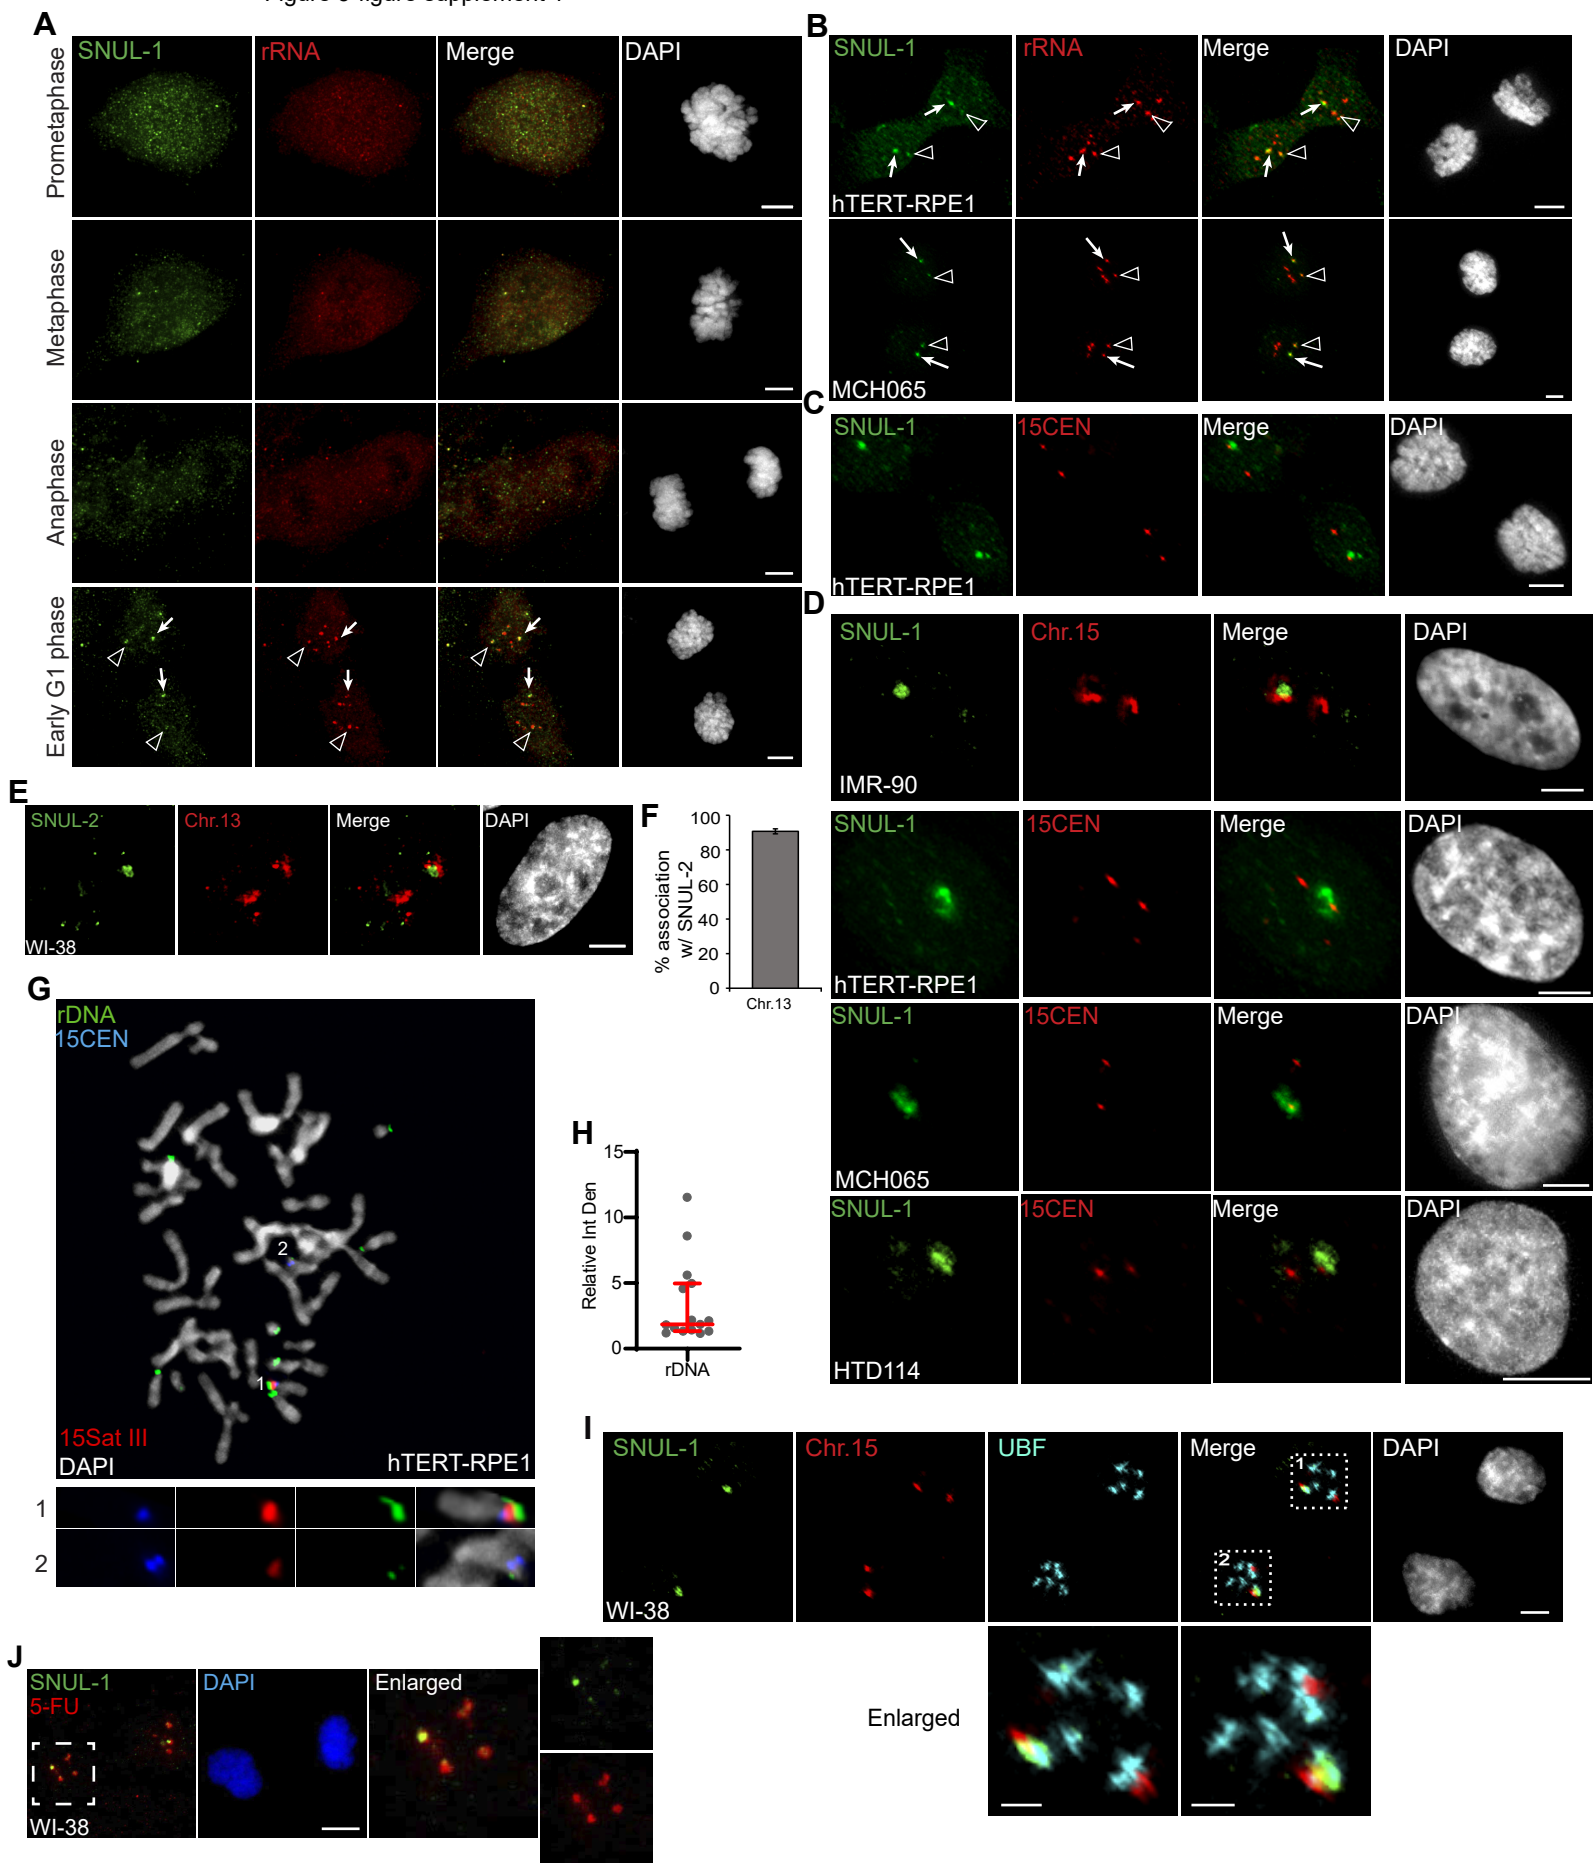 A
SNUL-1
rRNA
Merge
DAPI
Prometaphase
Metaphase
Anaphase
Early G1 phase
B
SNUL-1
rRNA
Merge
DAPI
hTERT-RPE1
MCH065
C
SNUL-1
15CEN
Merge
DAPI
hTERT-RPE1
D
SNUL-1
Chr.15
Merge
DAPI
IMR-90
SNUL-1
15CEN
Merge
DAPI
hTERT-RPE1
SNUL-1
15CEN
Merge
DAPI
MCH065
SNUL-1
15CEN
Merge
DAPI
HTD114
E
SNUL-2
Chr.13
Merge
DAPI
WI-38
F
% association
w/ SNUL-2
100
80
60
40
20
0
Chr.13
G
rDNA
15CEN
2
1
15Sat III
DAPI
hTERT-RPE1
1
2
H
Relative Int Den
15
10
5
0
rDNA
I
SNUL-1
Chr.15
UBF
Merge
DAPI
1
2
WI-38
Enlarged
J
SNUL-1
5-FU
DAPI
Enlarged
WI-38